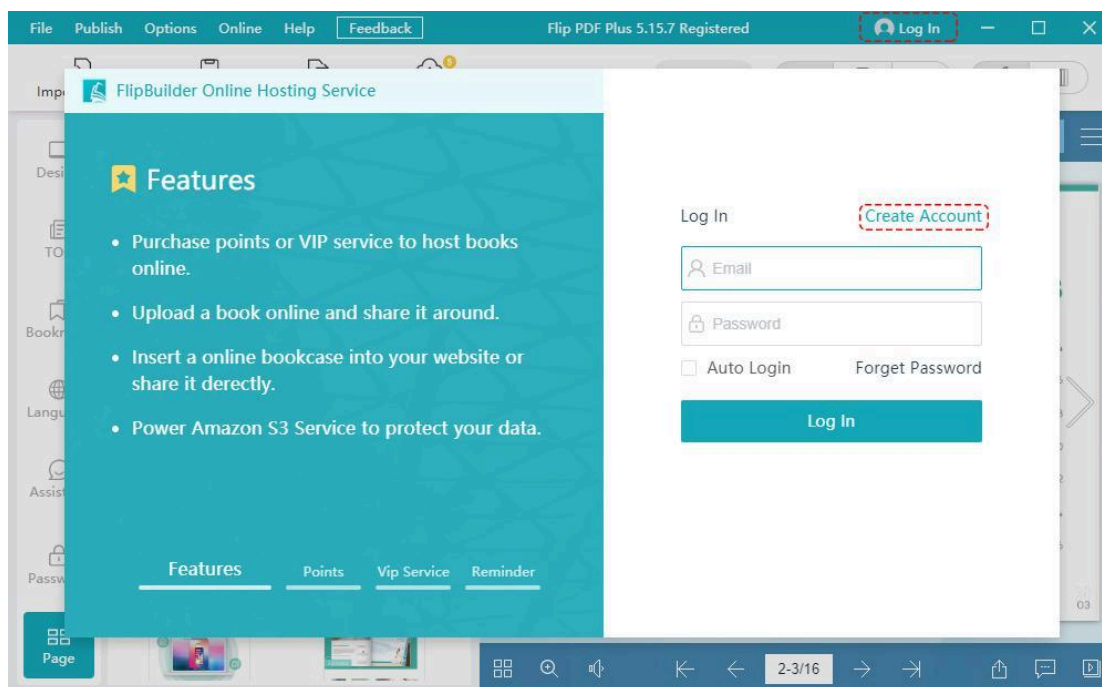 File Publish Options Online Help Feedback Flip PDF Plus 5.15.7 Registered Log In
FlipBuilder Online Hosting Service
Features
• Purchase points or VIP service to host books
online.
• Upload a book online and share it around.
• Insert a online bookcase into your website or
share it derectly.
• Power Amazon S3 Service to protect your data.
Features Points Vip Service Reminder
Log In Create Account
Email
Password
Auto Login Forget Password
Log In
03
Page
2-3/16